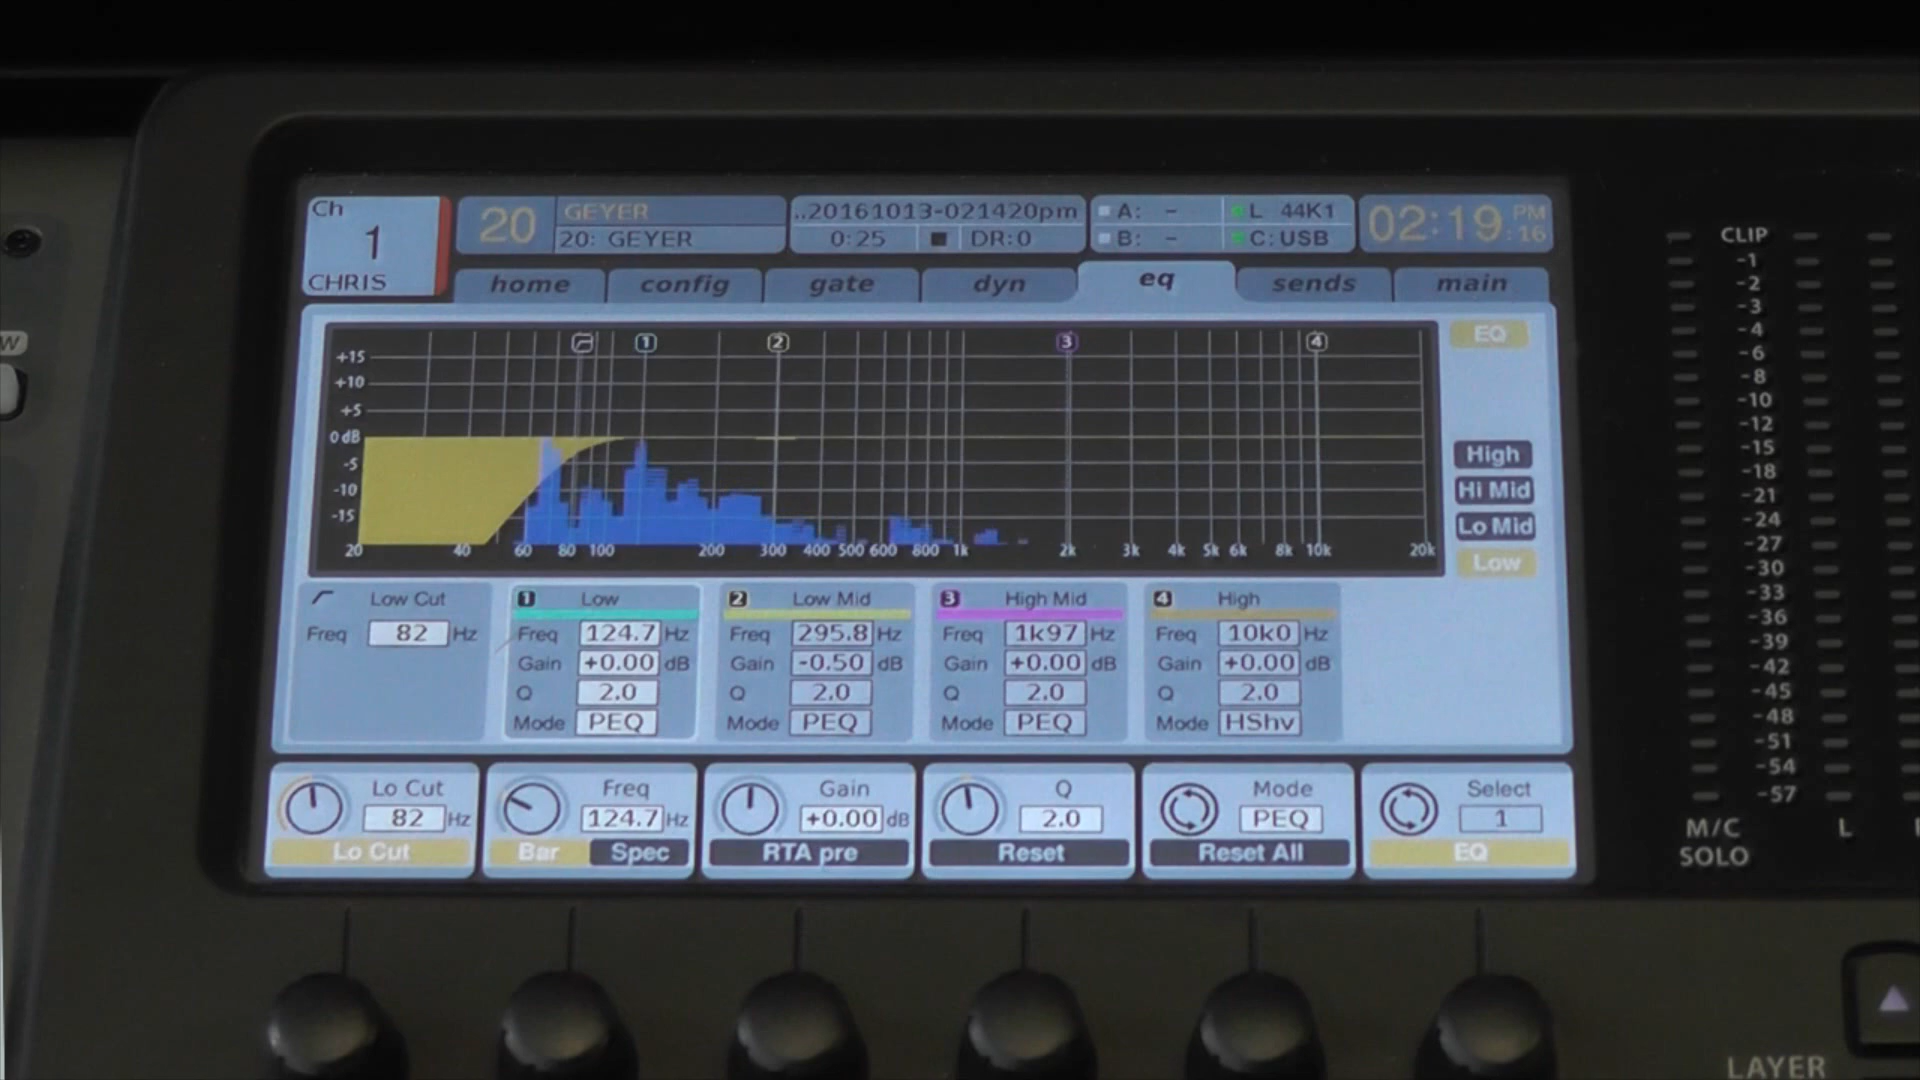 Ch
1
CHRIS
20
GEYER
20: GEYER
..20161013-021420pm
0:25
DR:0
A: -
B: -
L 44K1
C: USB
02:19 PM :16
home
config
gate
dyn
eq
sends
main
1
2
3
4
+15
+10
+5
0 dB
-5
-10
-15
20 40 60 80 100 200 300 400 500 600 800 1k 2k 3k 4k 5k 6k 8k 10k 20k
EQ
High
Hi Mid
Lo Mid
Low
Low Cut
Freq 82 Hz
1 Low
Freq 124.7 Hz
Gain +0.00 dB
Q 2.0
Mode PEQ
2 Low Mid
Freq 295.8 Hz
Gain -0.50 dB
Q 2.0
Mode PEQ
3 High Mid
Freq 1k97 Hz
Gain +0.00 dB
Q 2.0
Mode PEQ
4 High
Freq 10k0 Hz
Gain +0.00 dB
Q 2.0
Mode HShv
Lo Cut
82 Hz
Lo Cut
Freq
124.7 Hz
Bar Spec
Gain
+0.00 dB
RTA pre
Q
2.0
Reset
Mode
PEQ
Reset All
Select
1
EQ
CLIP
-1
-2
-3
-4
-6
-8
-10
-12
-15
-18
-21
-24
-27
-30
-33
-36
-39
-42
-45
-48
-51
-54
-57
M/C
SOLO
L
LAYER